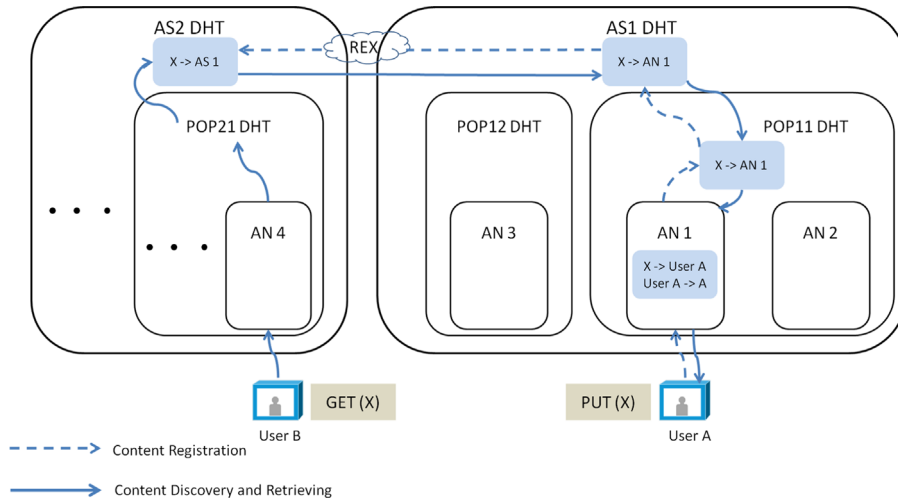 AS2 DHT
REX
AS1 DHT
X -> AS 1
X -> AN 1
POP21 DHT
POP12 DHT
POP11 DHT
X -> AN 1
AN 4
AN 3
AN 1
AN 2
X -> User A
User A -> A
GET (X)
PUT (X)
User B
User A
Content Registration
Content Discovery and Retrieving